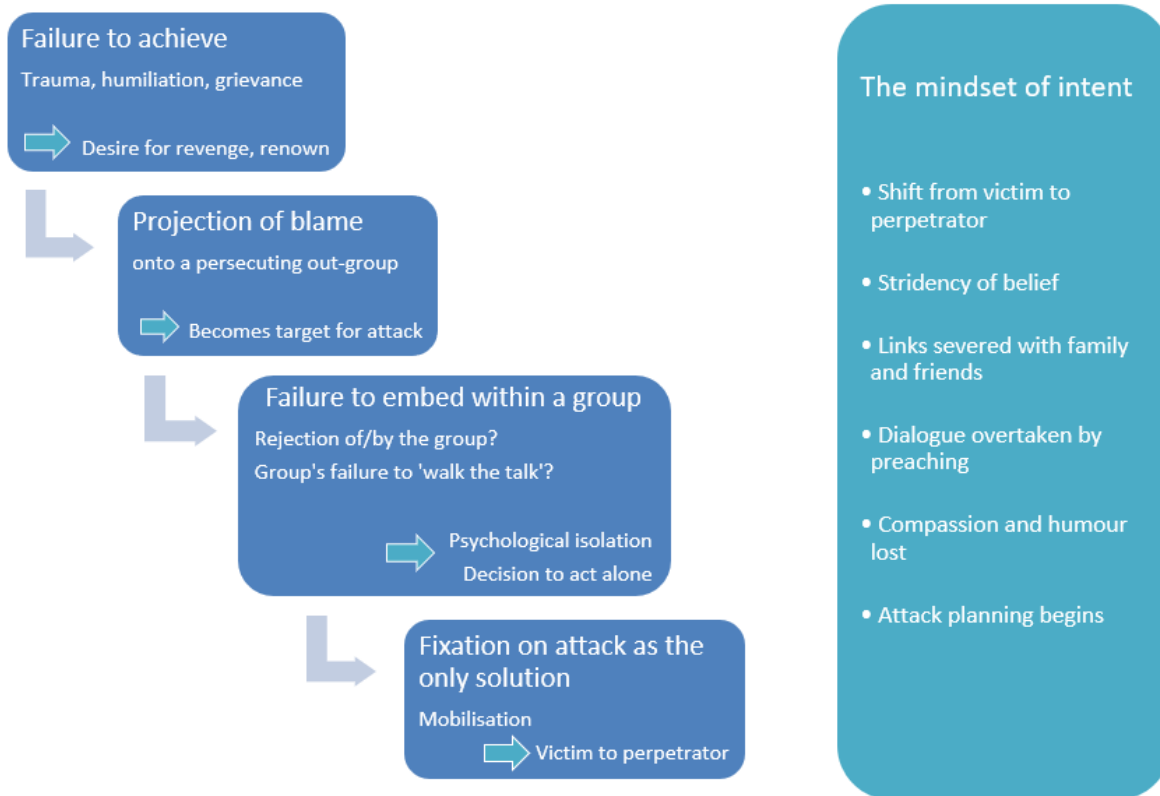 Failure to achieve
Trauma, humiliation, grievance
Desire for revenge, renown
Projection of blame
onto a persecuting out-group
Becomes target for attack
Failure to embed within a group
Rejection of/by the group?
Group's failure to 'walk the talk'?
Psychological isolation
Decision to act alone
Fixation on attack as the
only solution
Mobilisation
Victim to perpetrator
The mindset of intent
• Shift from victim to
perpetrator
• Stridency of belief
• Links severed with family
and friends
• Dialogue overtaken by
preaching
• Compassion and humour
lost
• Attack planning begins